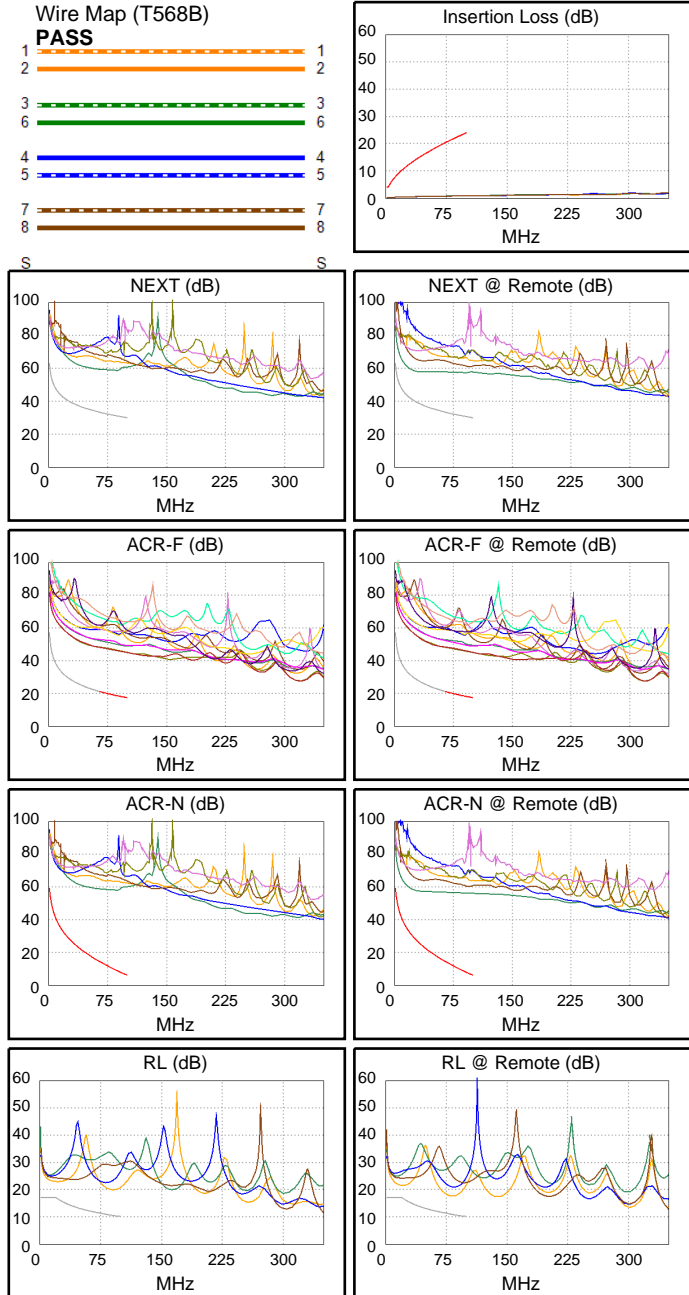 Wire Map (T568B)
PASS
1 1
2 2
3 3
6 6
4 4
5 5
7 7
8 8
S S
Insertion Loss (dB)
60
50
40
30
20
10
0
0 75 150 225 300
MHz
NEXT (dB)
100
80
60
40
20
0
0 75 150 225 300
MHz
NEXT @ Remote (dB)
100
80
60
40
20
0
0 75 150 225 300
MHz
ACR-F (dB)
100
80
60
40
20
0
0 75 150 225 300
MHz
ACR-F @ Remote (dB)
100
80
60
40
20
0
0 75 150 225 300
MHz
ACR-N (dB)
100
80
60
40
20
0
0 75 150 225 300
MHz
ACR-N @ Remote (dB)
100
80
60
40
20
0
0 75 150 225 300
MHz
RL (dB)
60
50
40
30
20
10
0
0 75 150 225 300
MHz
RL @ Remote (dB)
60
50
40
30
20
10
0
0 75 150 225 300
MHz